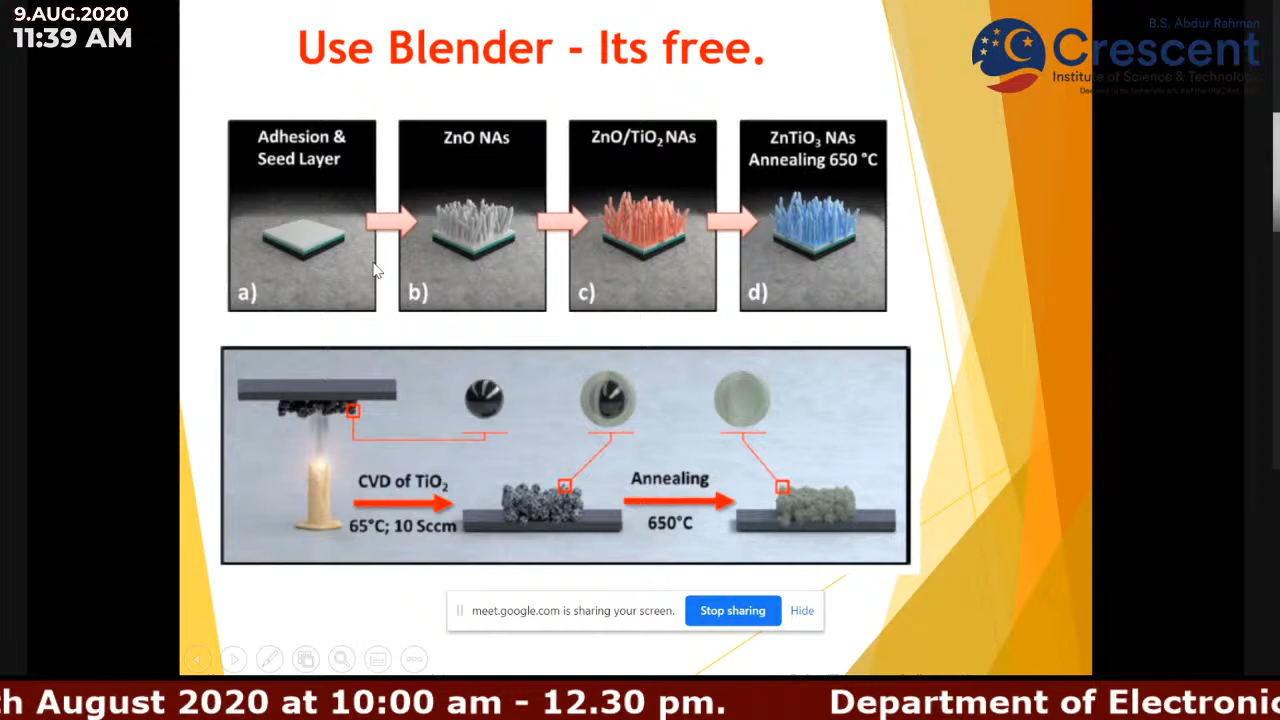 9.AUG.2020
11:39 AM
Use Blender - Its free.
B.S. Abdur Rahman
Crescent
Institute of Science & Technology
Adhesion &
Seed Layer
a)
ZnO NAs
b)
ZnO/TiO₂ NAs
c)
ZnTiO₃ NAs
Annealing 650 °C
d)
CVD of TiO₂
65°C; 10 Sccm
Annealing
650°C
meet.google.com is sharing your screen.
Stop sharing
Hide
th August 2020 at 10:00 am - 12.30 pm.
Department of Electronic